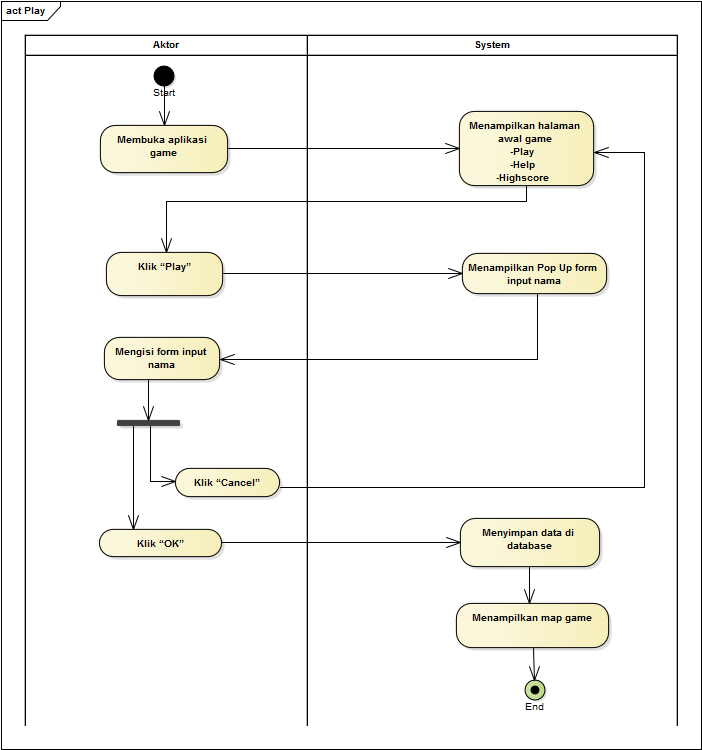 act Play
Aktor
System
Start
Membuka aplikasi
game
Menampilkan halaman
awal game
-Play
-Help
-Highscore
Klik “Play”
Menampilkan Pop Up form
input nama
Mengisi form input
nama
Klik “Cancel”
Klik “OK”
Menyimpan data di
database
Menampilkan map game
End